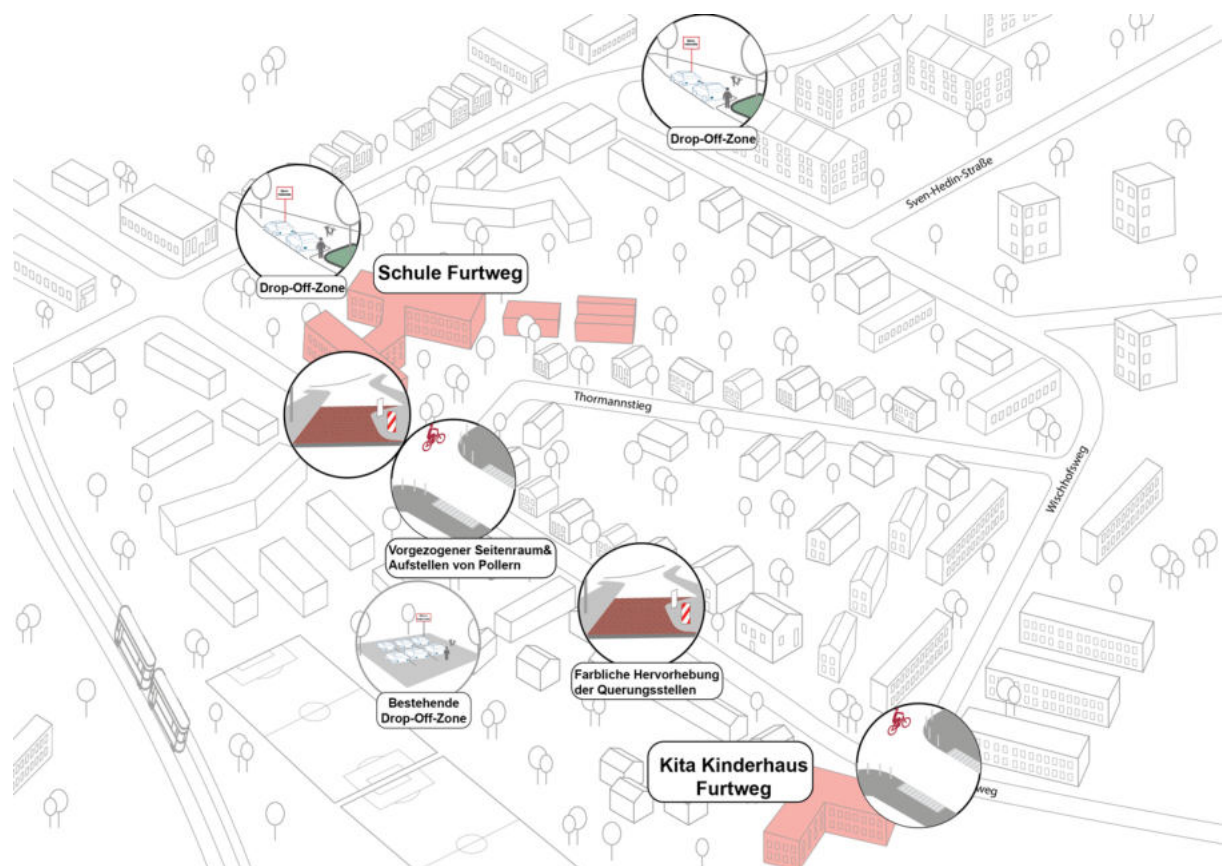 Drop-Off-Zone
Sven-Hedin-Straße
Drop-Off-Zone
Schule Furtweg
Thormannstieg
Wischhofsweg
Vorgezogener Seitenraum&
Aufstellen von Pollern
Farbliche Hervorhebung
der Querungsstellen
Bestehende
Drop-Off-Zone
Kita Kinderhaus
Furtweg
weg